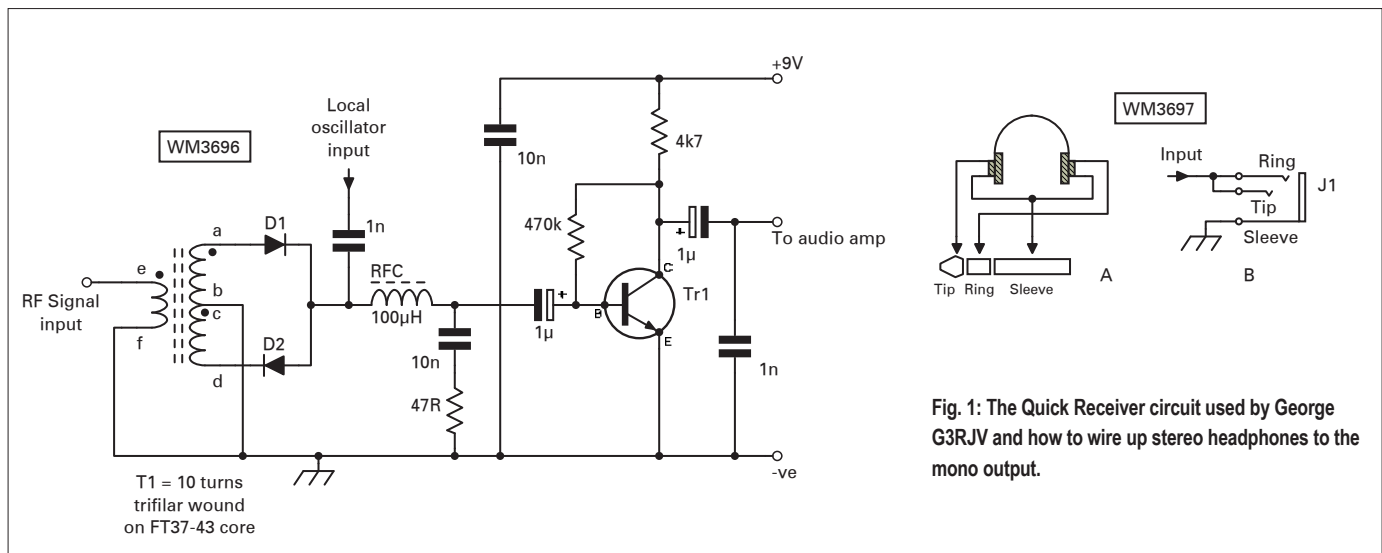 WM3696
Local
oscillator
input
1n
D1
a
b
c
d
D2
e
f
RF Signal
input
RFC
100µH
10n
47R
1µ
+
470k
10n
4k7
+9V
+
1µ
To audio amp
C
B
E
Tr1
1n
-ve
T1 = 10 turns
trifilar wound
on FT37-43 core
WM3697
Tip
Ring
Sleeve
A
Input
Ring
Tip
Sleeve
J1
B
Fig. 1: The Quick Receiver circuit used by George
G3RJV and how to wire up stereo headphones to the
mono output.